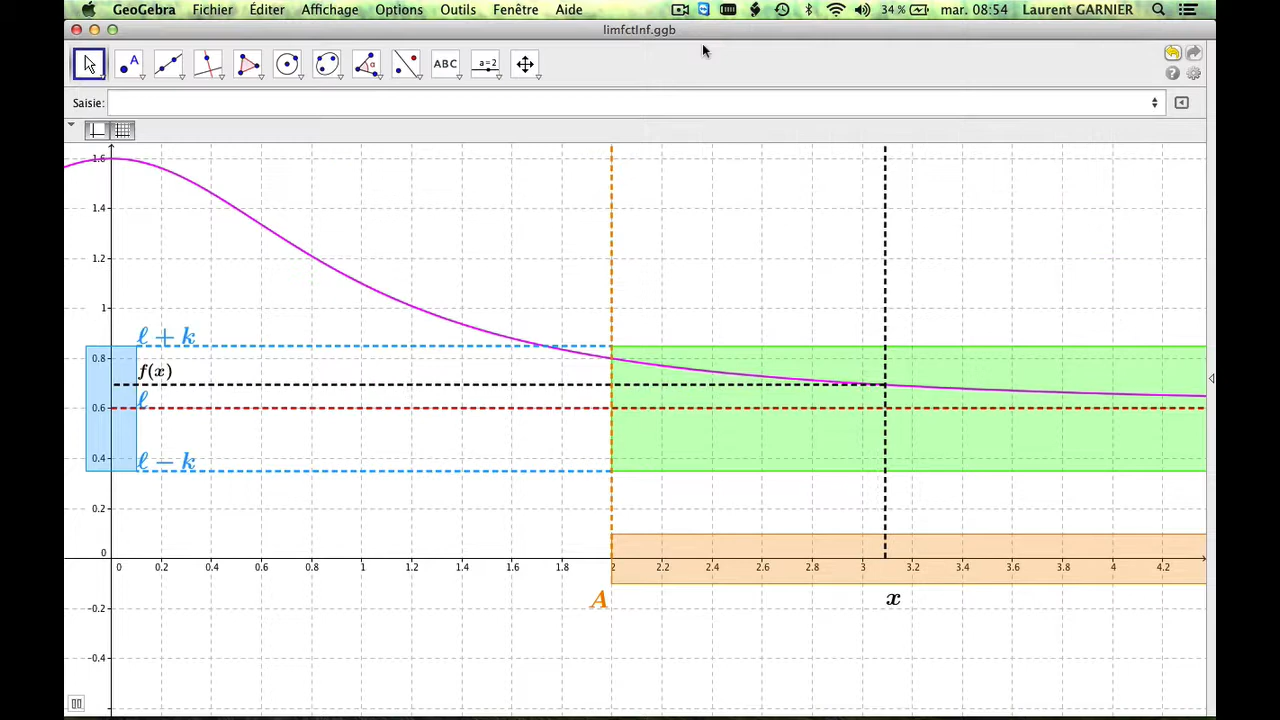 GeoGebra Fichier Éditer Affichage Options Outils Fenêtre Aide 34 % mar. 08:54 Laurent GARNIER
limfctInf.ggb
A ABC a=2
Saisie:
1.6
1.4
1.2
1
ℓ + k
0.8
f(x)
0.6
ℓ
0.4
ℓ − k
0.2
0
0 0.2 0.4 0.6 0.8 1 1.2 1.4 1.6 1.8 2 2.2 2.4 2.6 2.8 3 3.2 3.4 3.6 3.8 4 4.2
A x
-0.2
-0.4